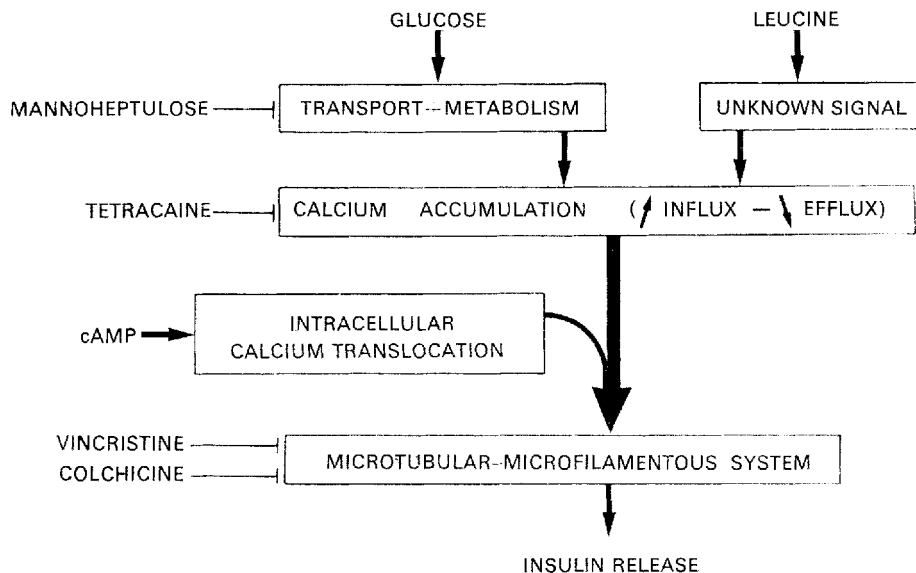 GLUCOSE
LEUCINE
MANNOHEPTULOSE
TRANSPORT--METABOLISM
UNKNOWN SIGNAL
TETRACAINE
CALCIUM ACCUMULATION (↗ INFLUX — ↘ EFFLUX)
cAMP
INTRACELLULAR
CALCIUM TRANSLOCATION
VINCRISTINE
COLCHICINE
MICROTUBULAR--MICROFILAMENTOUS SYSTEM
INSULIN RELEASE